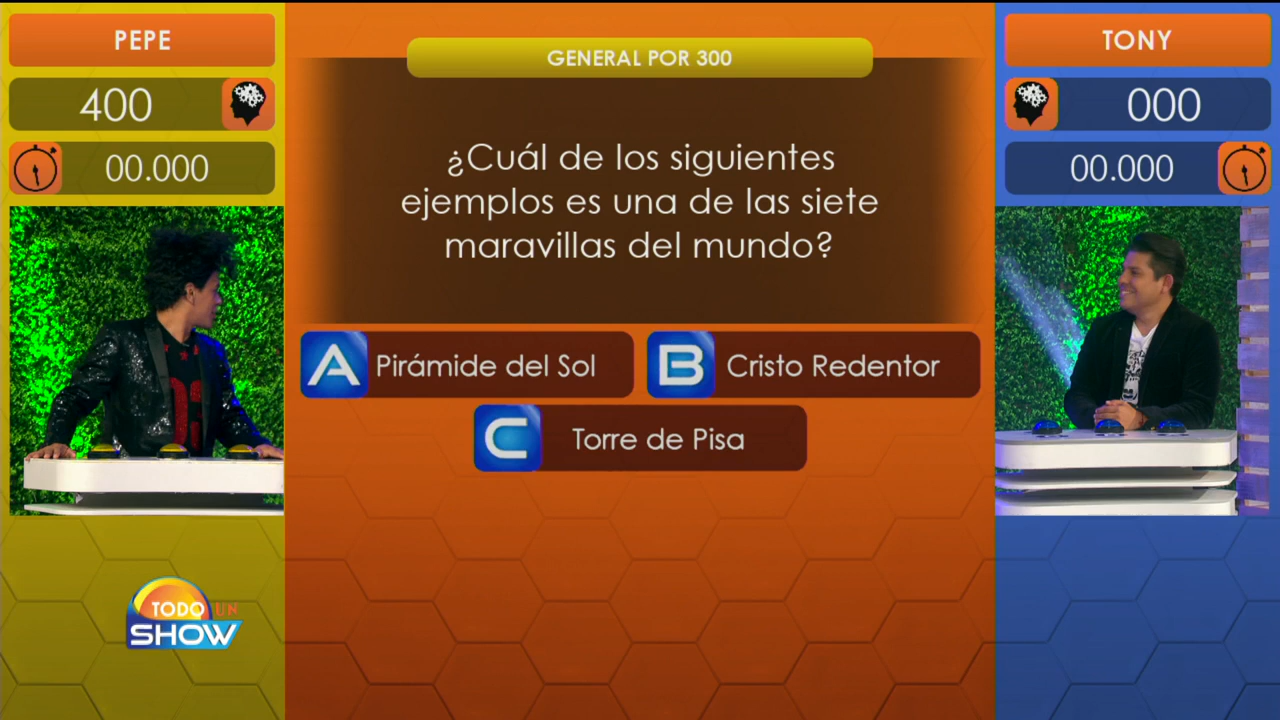 PEPE
400
00.000
GENERAL POR 300
¿Cuál de los siguientes
ejemplos es una de las siete
maravillas del mundo?
A Pirámide del Sol
B Cristo Redentor
C Torre de Pisa
TONY
000
00.000
TODO UN
SHOW